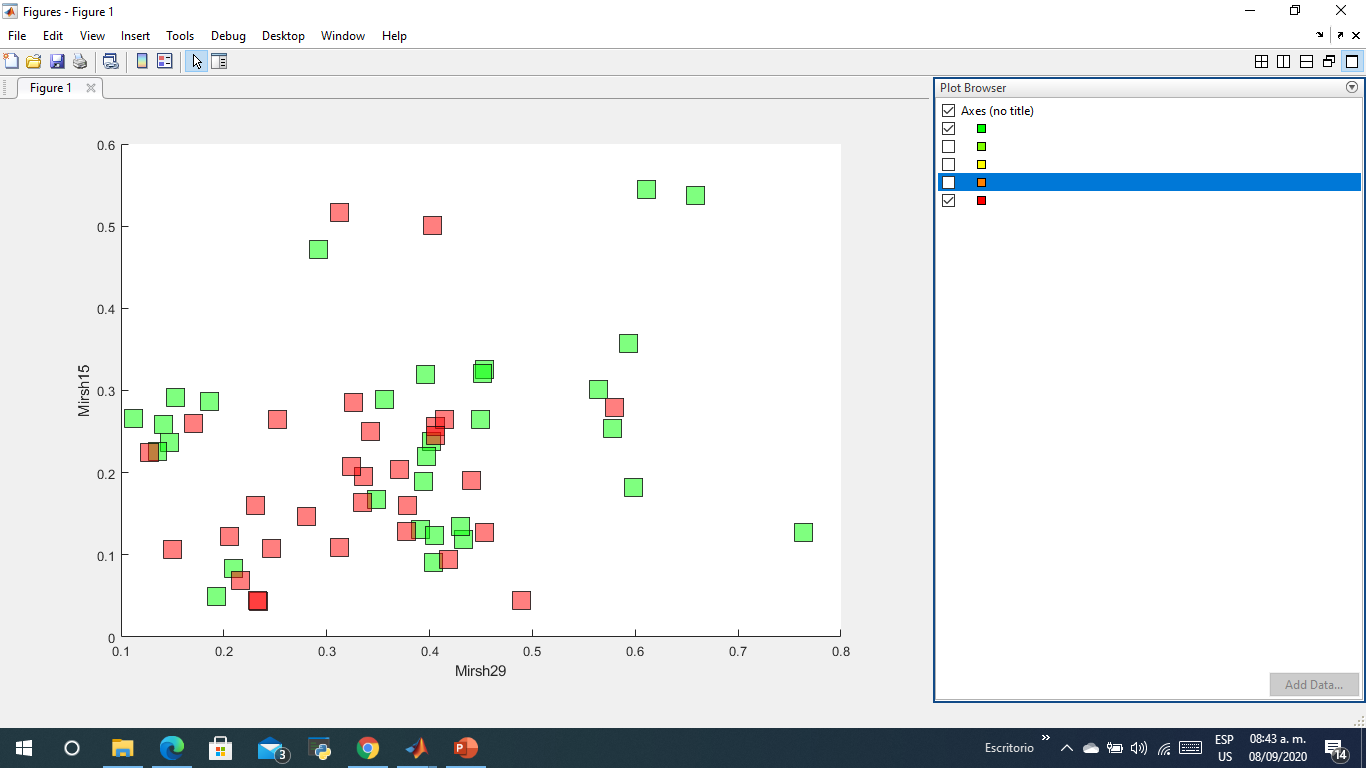 Figures - Figure 1
File Edit View Insert Tools Debug Desktop Window Help
Figure 1
Plot Browser
Axes (no title)
0.6
0.5
0.4
0.3
0.2
0.1
0
Mirsh15
0.1 0.2 0.3 0.4 0.5 0.6 0.7 0.8
Mirsh29
Add Data...
3
P
Escritorio
ESP
US
08:43 a. m.
08/09/2020
14